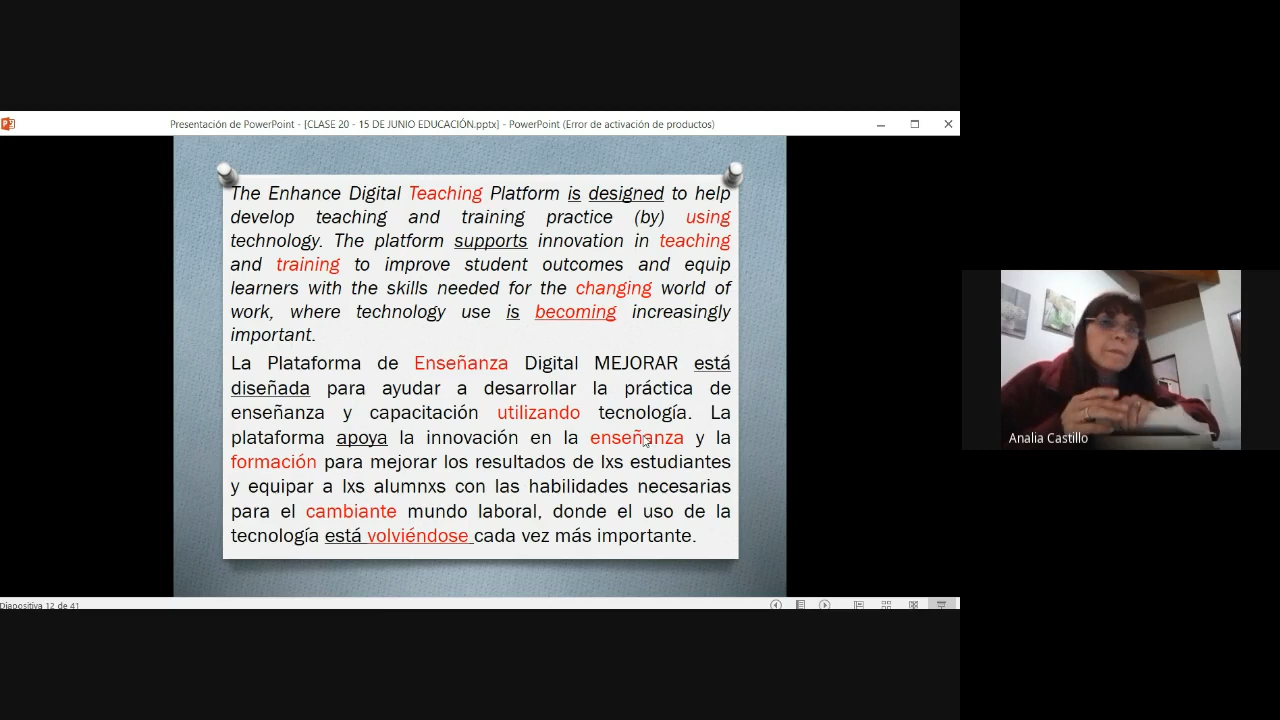 Presentación de PowerPoint - [CLASE 20 - 15 DE JUNIO EDUCACIÓN.pptx] - PowerPoint (Error de activación de productos)
The Enhance Digital Teaching Platform is designed to help
develop teaching and training practice (by) using
technology. The platform supports innovation in teaching
and training to improve student outcomes and equip
learners with the skills needed for the changing world of
work, where technology use is becoming increasingly
important.
La Plataforma de Enseñanza Digital MEJORAR está
diseñada para ayudar a desarrollar la práctica de
enseñanza y capacitación utilizando tecnología. La
plataforma apoya la innovación en la enseñanza y la
formación para mejorar los resultados de lxs estudiantes
y equipar a lxs alumnxs con las habilidades necesarias
para el cambiante mundo laboral, donde el uso de la
tecnología está volviéndose cada vez más importante.
Diapositiva 12 de 41
Analia Castillo